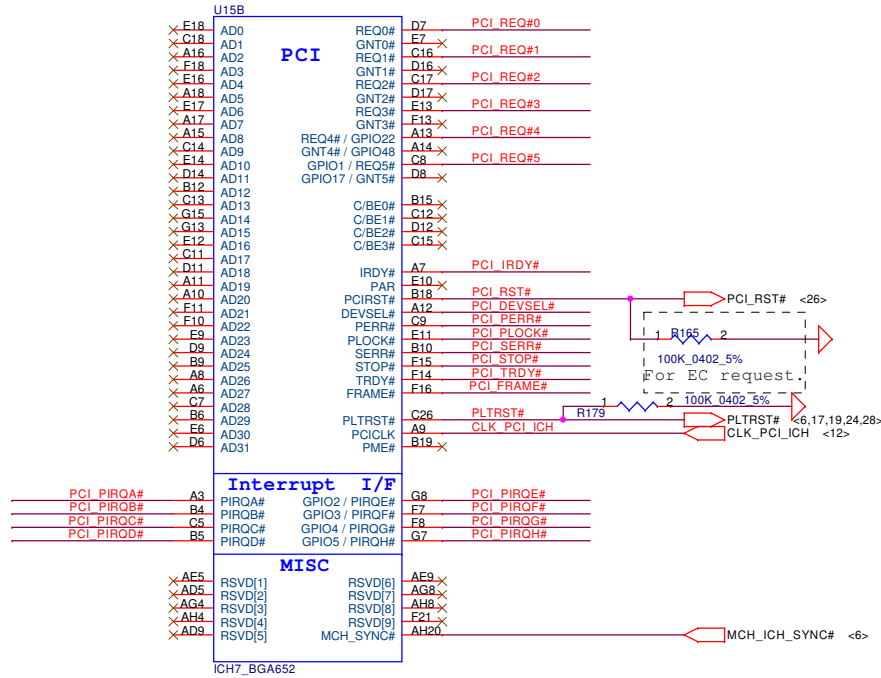 U15B
PCI
E18 AD0 REQ0# D7 PCI_REQ#0
C18 AD1 GNT0# E7
A16 AD2 REQ1# C16 PCI_REQ#1
F18 AD3 GNT1# D16
E16 AD4 REQ2# C17 PCI_REQ#2
A18 AD5 GNT2# D17
E17 AD6 REQ3# E13 PCI_REQ#3
A17 AD7 GNT3# F13
A15 AD8 REQ4# / GPIO22 A13 PCI_REQ#4
C14 AD9 GNT4# / GPIO48 A14
E14 AD10 GPIO1 / REQ5# C8 PCI_REQ#5
D14 AD11 GPIO17 / GNT5# D8
B12 AD12
C13 AD13 C/BE0# B15
G15 AD14 C/BE1# C12
G13 AD15 C/BE2# D12
E12 AD16 C/BE3# C15
C11 AD17
D11 AD18 IRDY# A7 PCI_IRDY#
A11 AD19 PAR E10
A10 AD20 PCIRST# B18 PCI_RST# PCI_RST# <26>
F11 AD21 DEVSEL# A12 PCI_DEVSEL#
F10 AD22 PERR# C9 PCI_PERR#
E9 AD23 PLOCK# E11 PCI_PLOCK# 1 R165 2
D9 AD24 SERR# B10 PCI_SERR#
B9 AD25 STOP# F15 PCI_STOP# 100K_0402_5%
A8 AD26 TRDY# F14 PCI_TRDY# For EC request.
A6 AD27 FRAME# F16 PCI_FRAME#
C7 AD28 1 2 100K_0402_5%
B6 AD29 PLTRST# C26 PLTRST# R179 PLTRST# <6,17,19,24,28>
E6 AD30 PCICLK A9 CLK_PCI_ICH CLK_PCI_ICH <12>
D6 AD31 PME# B19
Interrupt I/F
PCI_PIRQA# A3 PIRQA# GPIO2 / PIRQE# G8 PCI_PIRQE#
PCI_PIRQB# B4 PIRQB# GPIO3 / PIRQF# F7 PCI_PIRQF#
PCI_PIRQC# C5 PIRQC# GPIO4 / PIRQG# F8 PCI_PIRQG#
PCI_PIRQD# B5 PIRQD# GPIO5 / PIRQH# G7 PCI_PIRQH#
MISC
AE5 RSVD[1] RSVD[6] AE9
AD5 RSVD[2] RSVD[7] AG8
AG4 RSVD[3] RSVD[8] AH8
AH4 RSVD[4] RSVD[9] F21
AD9 RSVD[5] MCH_SYNC# AH20 MCH_ICH_SYNC# <6>
ICH7_BGA652